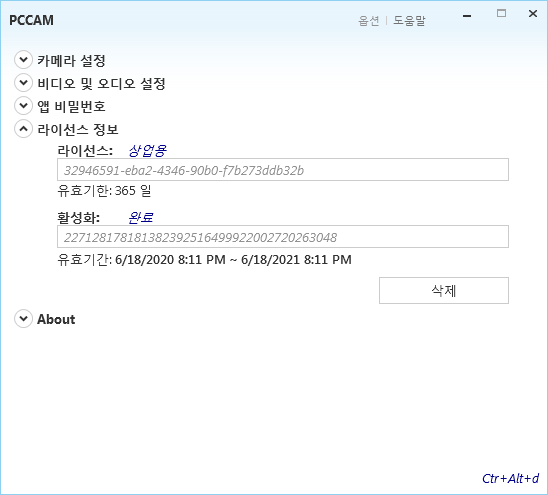 PCCAM 옵션 | 도움말
카메라 설정
비디오 및 오디오 설정
앱 비밀번호
라이선스 정보
라이선스: 상업용
32946591-eba2-4346-90b0-f7b273ddb32b
유효기한: 365 일
활성화: 완료
227128178181382392516499922002720263048
유효기간: 6/18/2020 8:11 PM ~ 6/18/2021 8:11 PM
삭제
About
Ctr+Alt+d